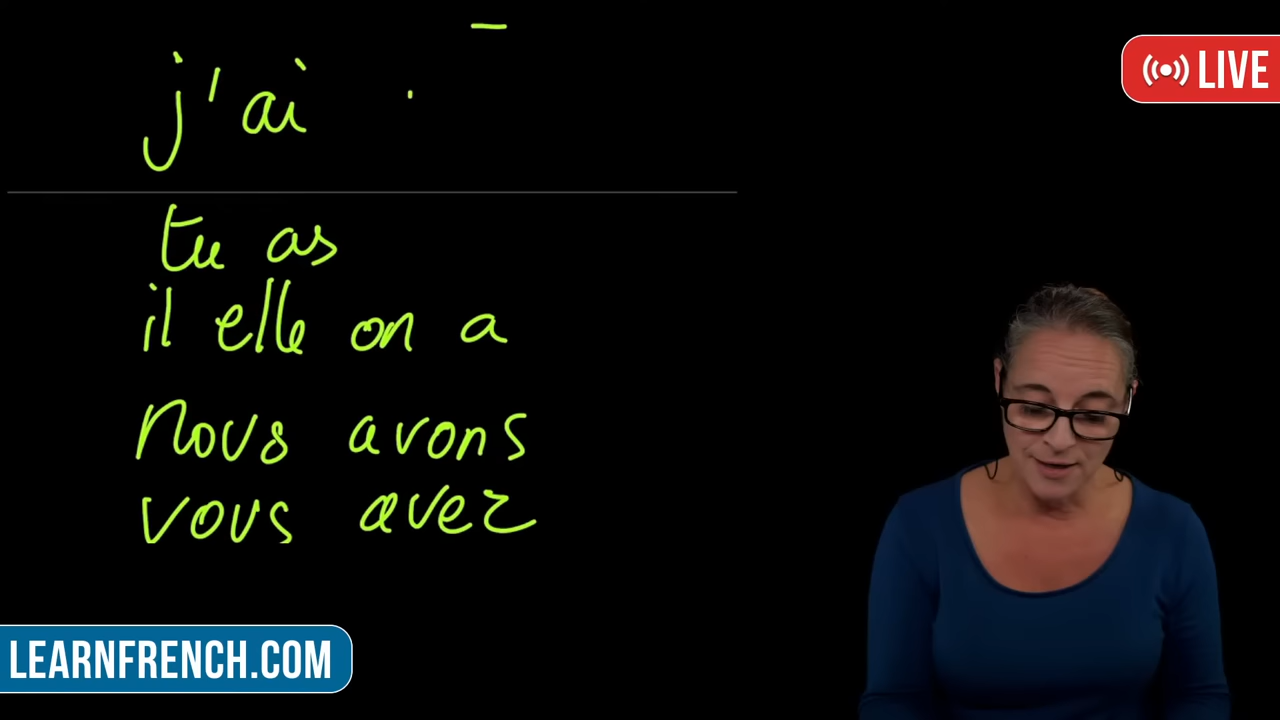 LIVE
j'ai
tu as
il elle on a
nous avons
vous avez
LEARNFRENCH.COM